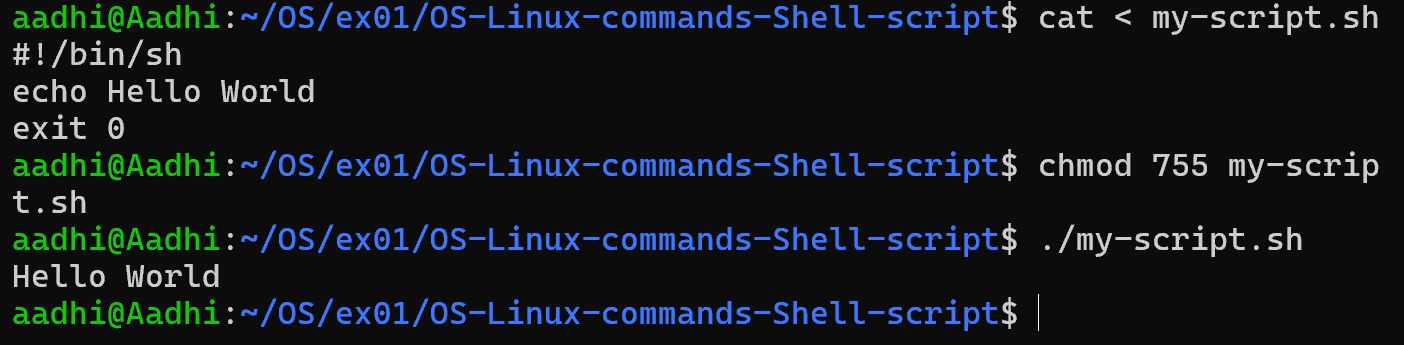 aadhi@Aadhi:~/OS/ex01/OS-Linux-commands-Shell-script$ cat < my-script.sh
#!/bin/sh
echo Hello World
exit 0
aadhi@Aadhi:~/OS/ex01/OS-Linux-commands-Shell-script$ chmod 755 my-scrip
t.sh
aadhi@Aadhi:~/OS/ex01/OS-Linux-commands-Shell-script$ ./my-script.sh
Hello World
aadhi@Aadhi:~/OS/ex01/OS-Linux-commands-Shell-script$